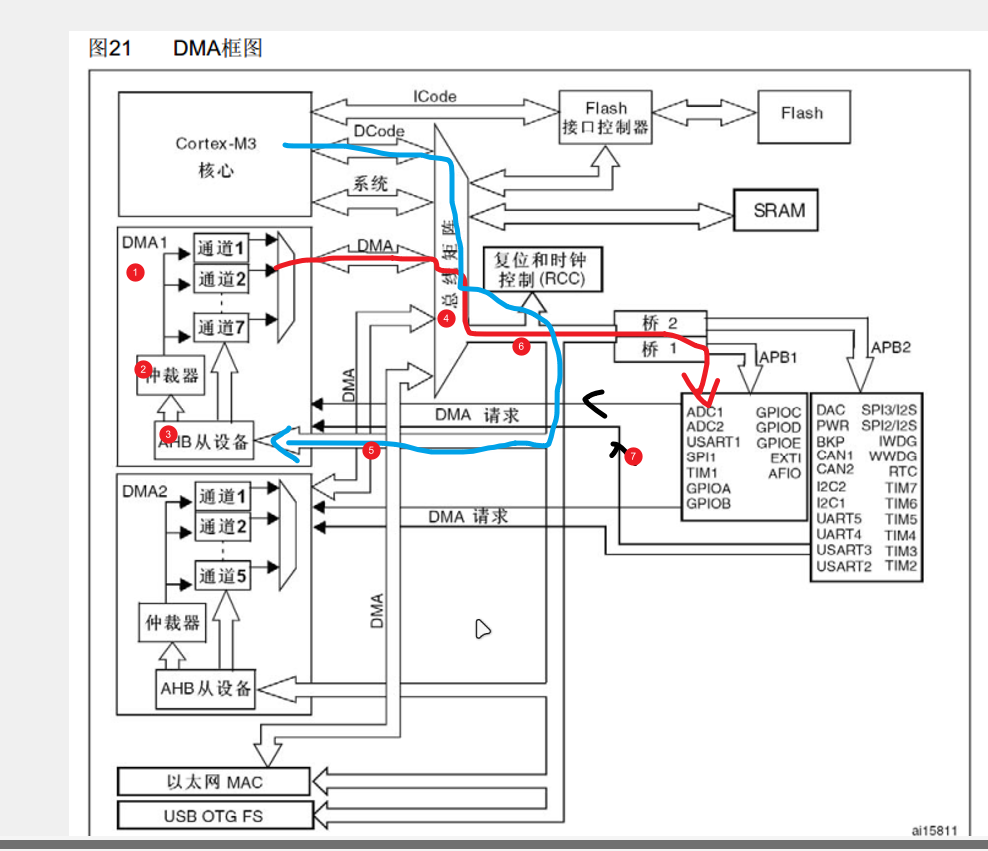 图21 DMA框图
ICode
Cortex-M3
核心
DCode
系统
Flash
接口控制器
Flash
SRAM
总线矩阵
DMA
复位和时钟
控制(RCC)
DMA1
1
通道1
通道2
通道7
2
仲裁器
3
AHB从设备
4
5
6
7
桥 2
桥 1
APB1
APB2
DMA
DMA 请求
DMA 请求
ADC1 GPIOC
ADC2 GPIOD
USART1 GPIOE
SPI1 EXTI
TIM1 AFIO
GPIOA
GPIOB
DAC SPI3/I2S
PWR SPI2/I2S
BKP IWDG
CAN1 WWDG
CAN2 RTC
I2C2 TIM7
I2C1 TIM6
UART5 TIM5
UART4 TIM4
USART3 TIM3
USART2 TIM2
DMA2
通道1
通道2
通道5
仲裁器
AHB从设备
DMA
以太网 MAC
USB OTG FS
ai15811